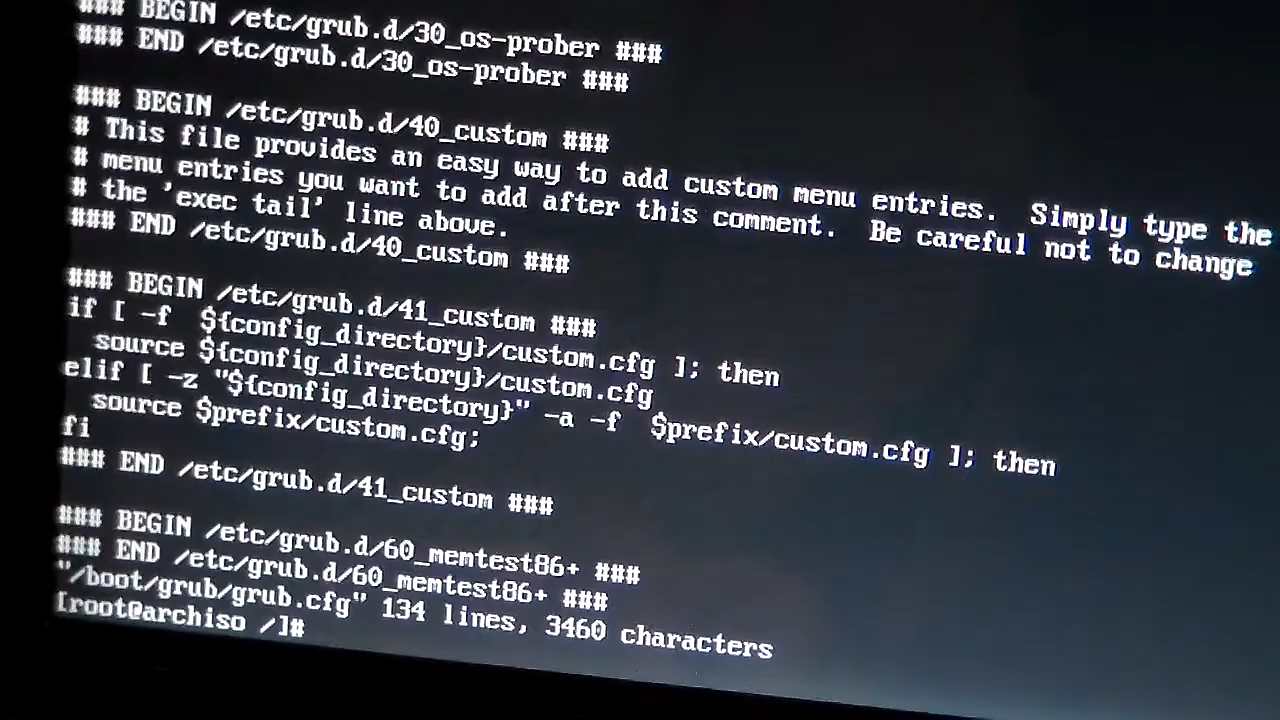 ### BEGIN /etc/grub.d/30_os-prober ###
### END /etc/grub.d/30_os-prober ###
### BEGIN /etc/grub.d/40_custom ###
# This file provides an easy way to add custom menu entries.  Simply type the
# menu entries you want to add after this comment.  Be careful not to change
# the 'exec tail' line above.
### END /etc/grub.d/40_custom ###
### BEGIN /etc/grub.d/41_custom ###
if [ -f  ${config_directory}/custom.cfg ]; then
  source ${config_directory}/custom.cfg
elif [ -z "${config_directory}" -a -f  $prefix/custom.cfg ]; then
  source $prefix/custom.cfg;
fi
### END /etc/grub.d/41_custom ###
### BEGIN /etc/grub.d/60_memtest86+ ###
### END /etc/grub.d/60_memtest86+ ###
"/boot/grub/grub.cfg" 134 lines, 3460 characters
[root@archiso /]#